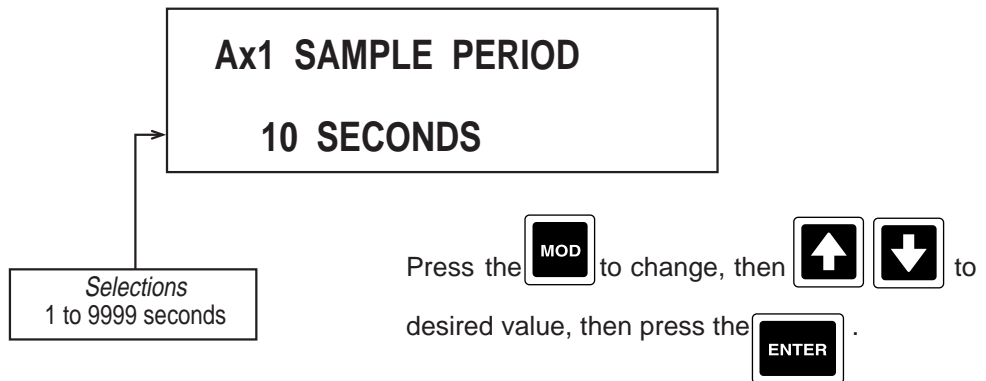 Ax1 SAMPLE PERIOD
10 SECONDS
Selections
1 to 9999 seconds
Press the MOD to change, then to
desired value, then press the ENTER .